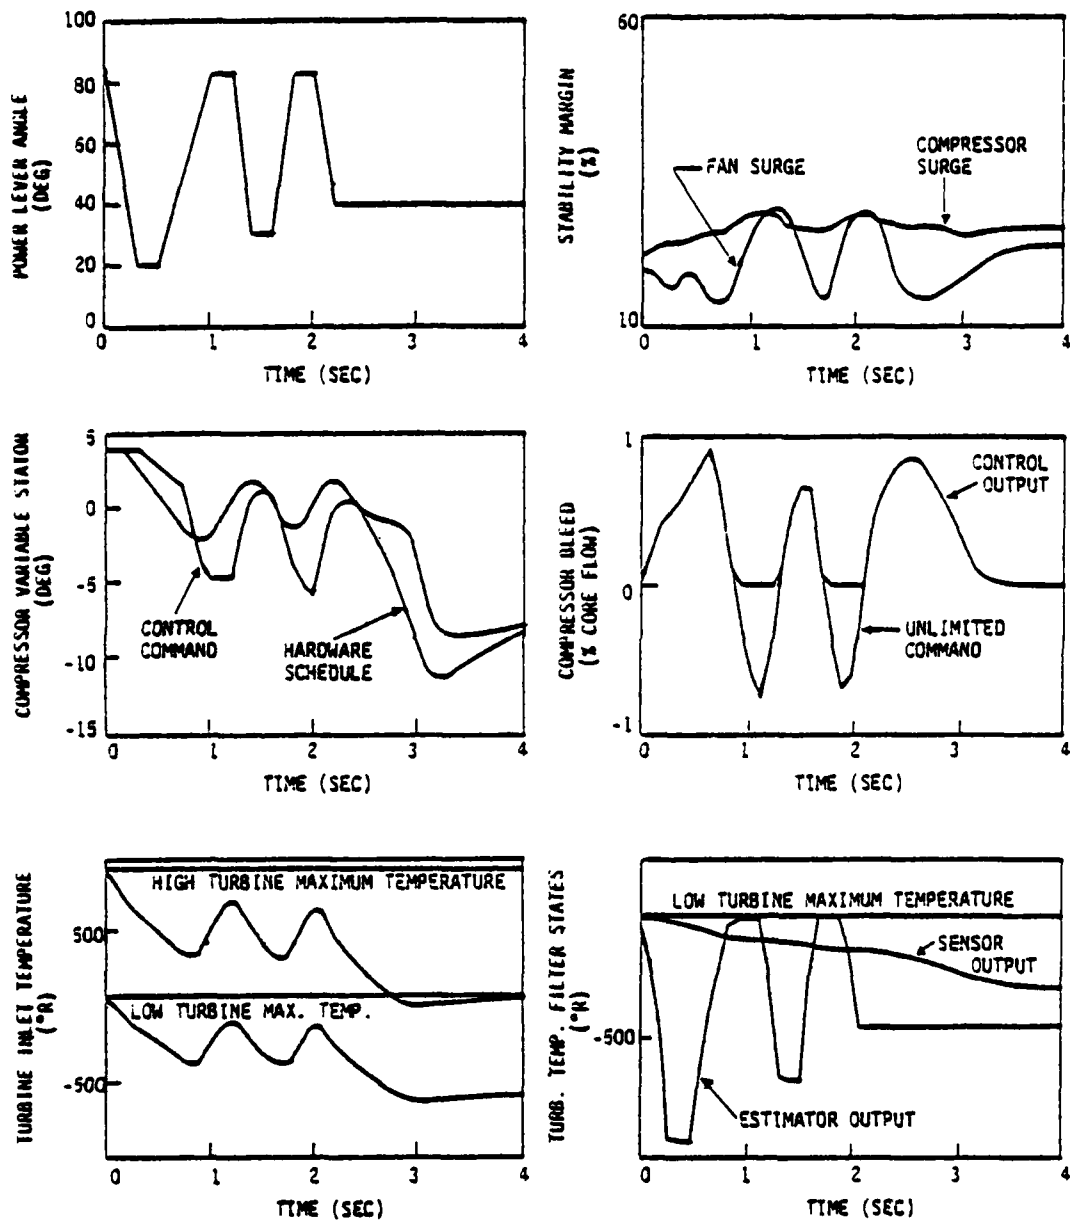 100
80
60
40
20
0
0 1 2 3 4
POWER LEVER ANGLE
(DEG)
TIME (SEC)
60
10
0 1 2 3 4
STABILITY MARGIN
(%)
FAN SURGE
COMPRESSOR
SURGE
TIME (SEC)
5
0
-5
-10
-15
0 1 2 3 4
COMPRESSOR VARIABLE STATOR
(DEG)
CONTROL
COMMAND
HARDWARE
SCHEDULE
TIME (SEC)
1
0
-1
0 1 2 3 4
COMPRESSOR BLEED
(% CORE FLOW)
CONTROL
OUTPUT
UNLIMITED
COMMAND
TIME (SEC)
500
-500
0 1 2 3 4
TURBINE INLET TEMPERATURE
(°R)
HIGH TURBINE MAXIMUM TEMPERATURE
LOW TURBINE MAX. TEMP.
TIME (SEC)
-500
0 1 2 3 4
TURB. TEMP. FILTER STATES
(°R)
LOW TURBINE MAXIMUM TEMPERATURE
SENSOR
OUTPUT
ESTIMATOR OUTPUT
TIME (SEC)